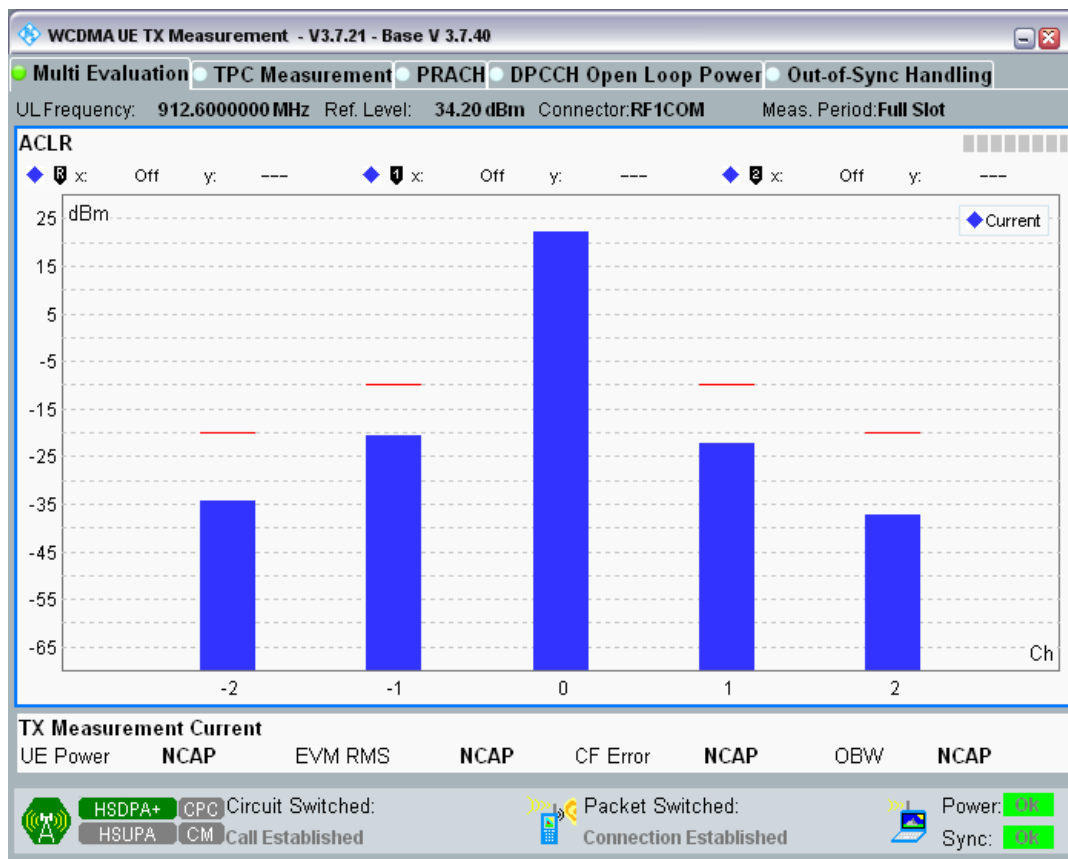 WCDMA UE TX Measurement - V3.7.21 - Base V 3.7.40
Multi Evaluation TPC Measurement PRACH DPCCH Open Loop Power Out-of-Sync Handling
UL Frequency: 912.6000000 MHz Ref. Level: 34.20 dBm Connector:RF1COM Meas. Period:Full Slot
ACLR
R x: Off y: --- 1 x: Off y: --- 2 x: Off y: ---
dBm
Current
25
15
5
-5
-15
-25
-35
-45
-55
-65
Ch
-2 -1 0 1 2
TX Measurement Current
UE Power NCAP EVM RMS NCAP CF Error NCAP OBW NCAP
HSDPA+ CPC Circuit Switched: Packet Switched: Power: OK
HSUPA CM Call Established Connection Established Sync: OK